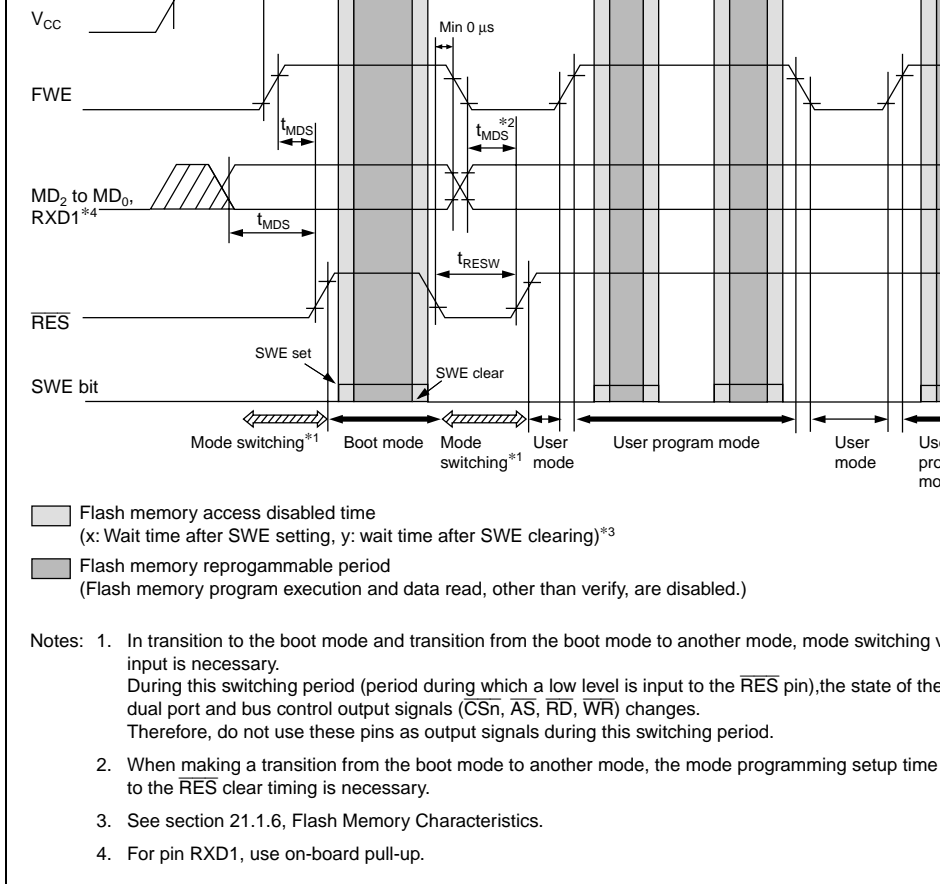 V_CC
Min 0 µs
FWE
t_MDS
t_MDS*2
MD2 to MD0,
RXD1*4
t_MDS
t_RESW
RES
SWE set
SWE clear
SWE bit
Mode switching*1
Boot mode
Mode
switching*1
User
mode
User program mode
User
mode
Flash memory access disabled time
(x: Wait time after SWE setting, y: wait time after SWE clearing)*3
Flash memory reprogammable period
(Flash memory program execution and data read, other than verify, are disabled.)
Notes: 1. In transition to the boot mode and transition from the boot mode to another mode, mode switching
input is necessary.
During this switching period (period during which a low level is input to the RES pin),the state of the
dual port and bus control output signals (CSn, AS, RD, WR) changes.
Therefore, do not use these pins as output signals during this switching period.
2. When making a transition from the boot mode to another mode, the mode programming setup time
to the RES clear timing is necessary.
3. See section 21.1.6, Flash Memory Characteristics.
4. For pin RXD1, use on-board pull-up.